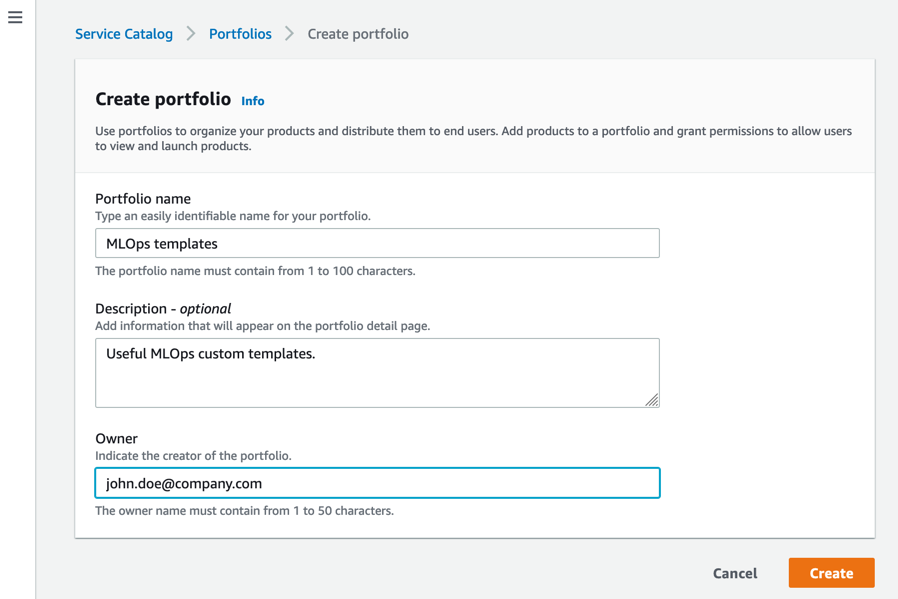 Service Catalog > Portfolios > Create portfolio
Create portfolio Info
Use portfolios to organize your products and distribute them to end users. Add products to a portfolio and grant permissions to allow users
to view and launch products.
Portfolio name
Type an easily identifiable name for your portfolio.
MLOps templates
The portfolio name must contain from 1 to 100 characters.
Description - optional
Add information that will appear on the portfolio detail page.
Useful MLOps custom templates.
Owner
Indicate the creator of the portfolio.
john.doe@company.com
The owner name must contain from 1 to 50 characters.
Cancel Create